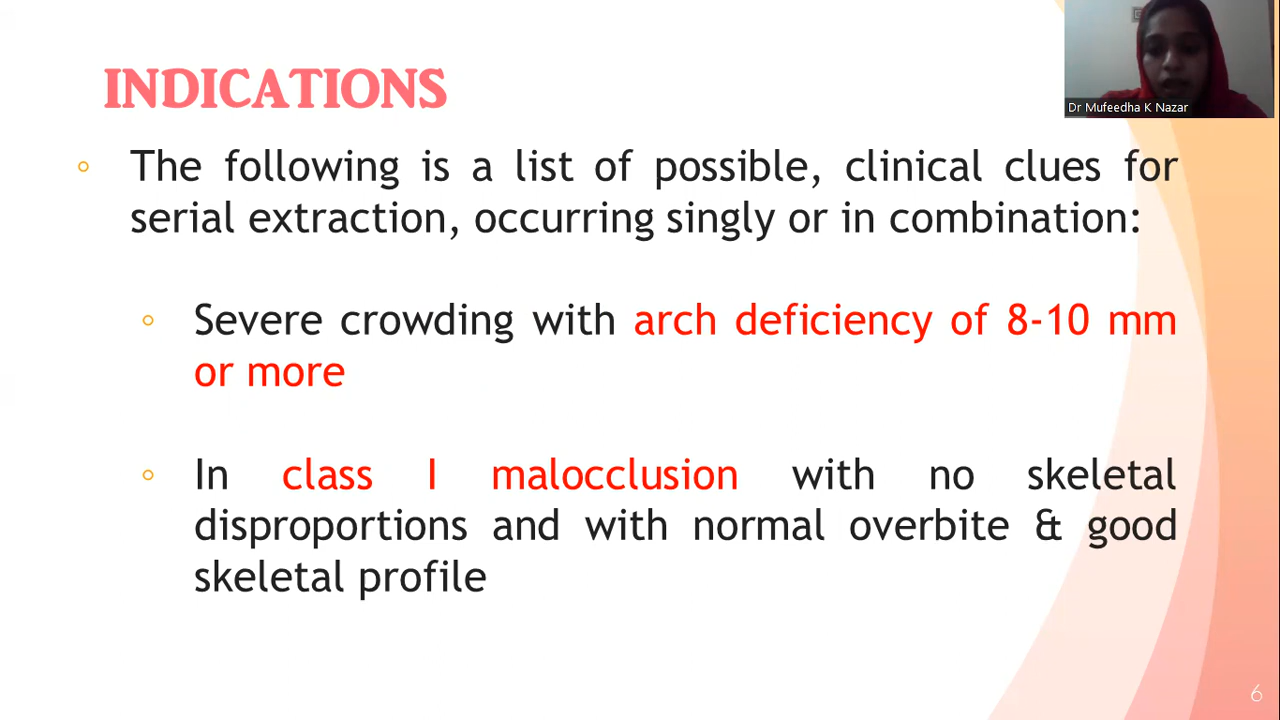 INDICATIONS
Dr Mufeedha K Nazar
◦ The following is a list of possible, clinical clues for
serial extraction, occurring singly or in combination:
◦ Severe crowding with arch deficiency of 8-10 mm
or more
◦ In class I malocclusion with no skeletal
disproportions and with normal overbite & good
skeletal profile
6